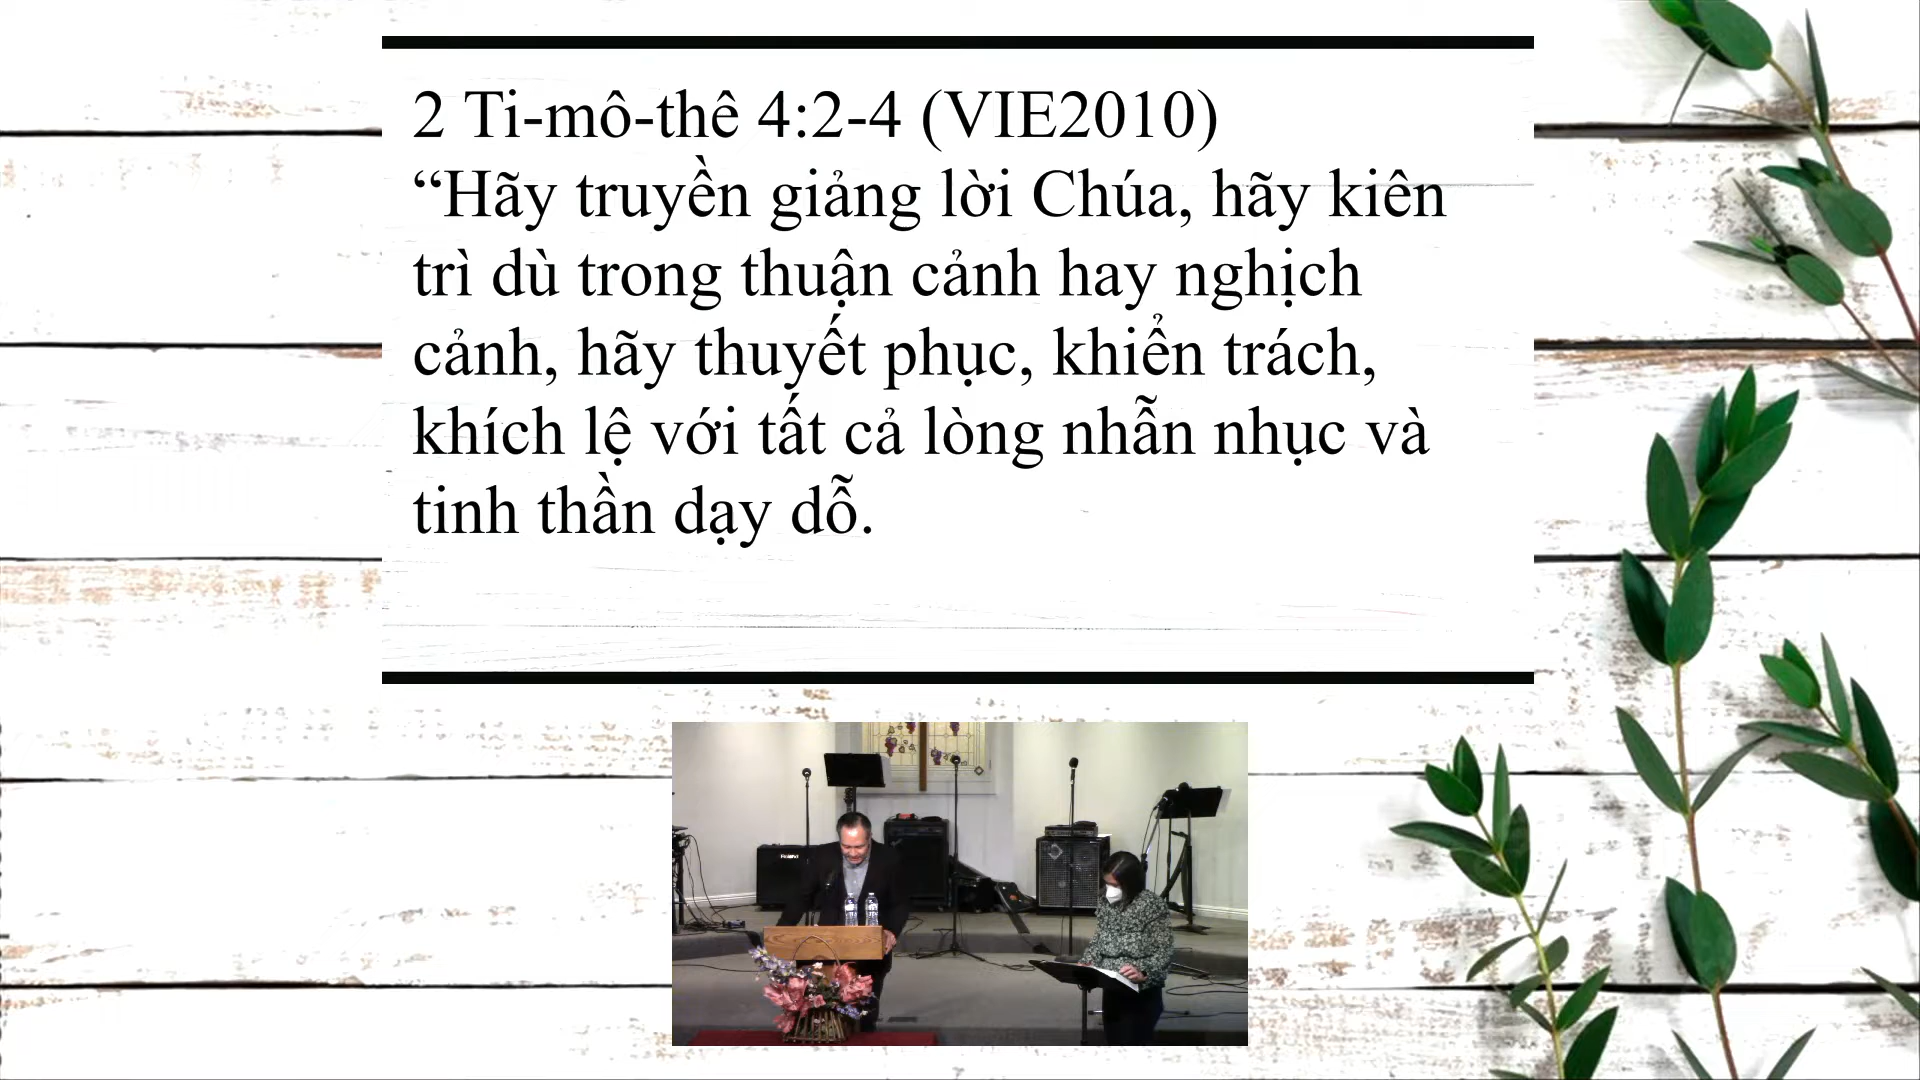 2 Ti-mô-thê 4:2-4 (VIE2010)
“Hãy truyền giảng lời Chúa, hãy kiên
trì dù trong thuận cảnh hay nghịch
cảnh, hãy thuyết phục, khiển trách,
khích lệ với tất cả lòng nhẫn nhục và
tinh thần dạy dỗ.
Roland